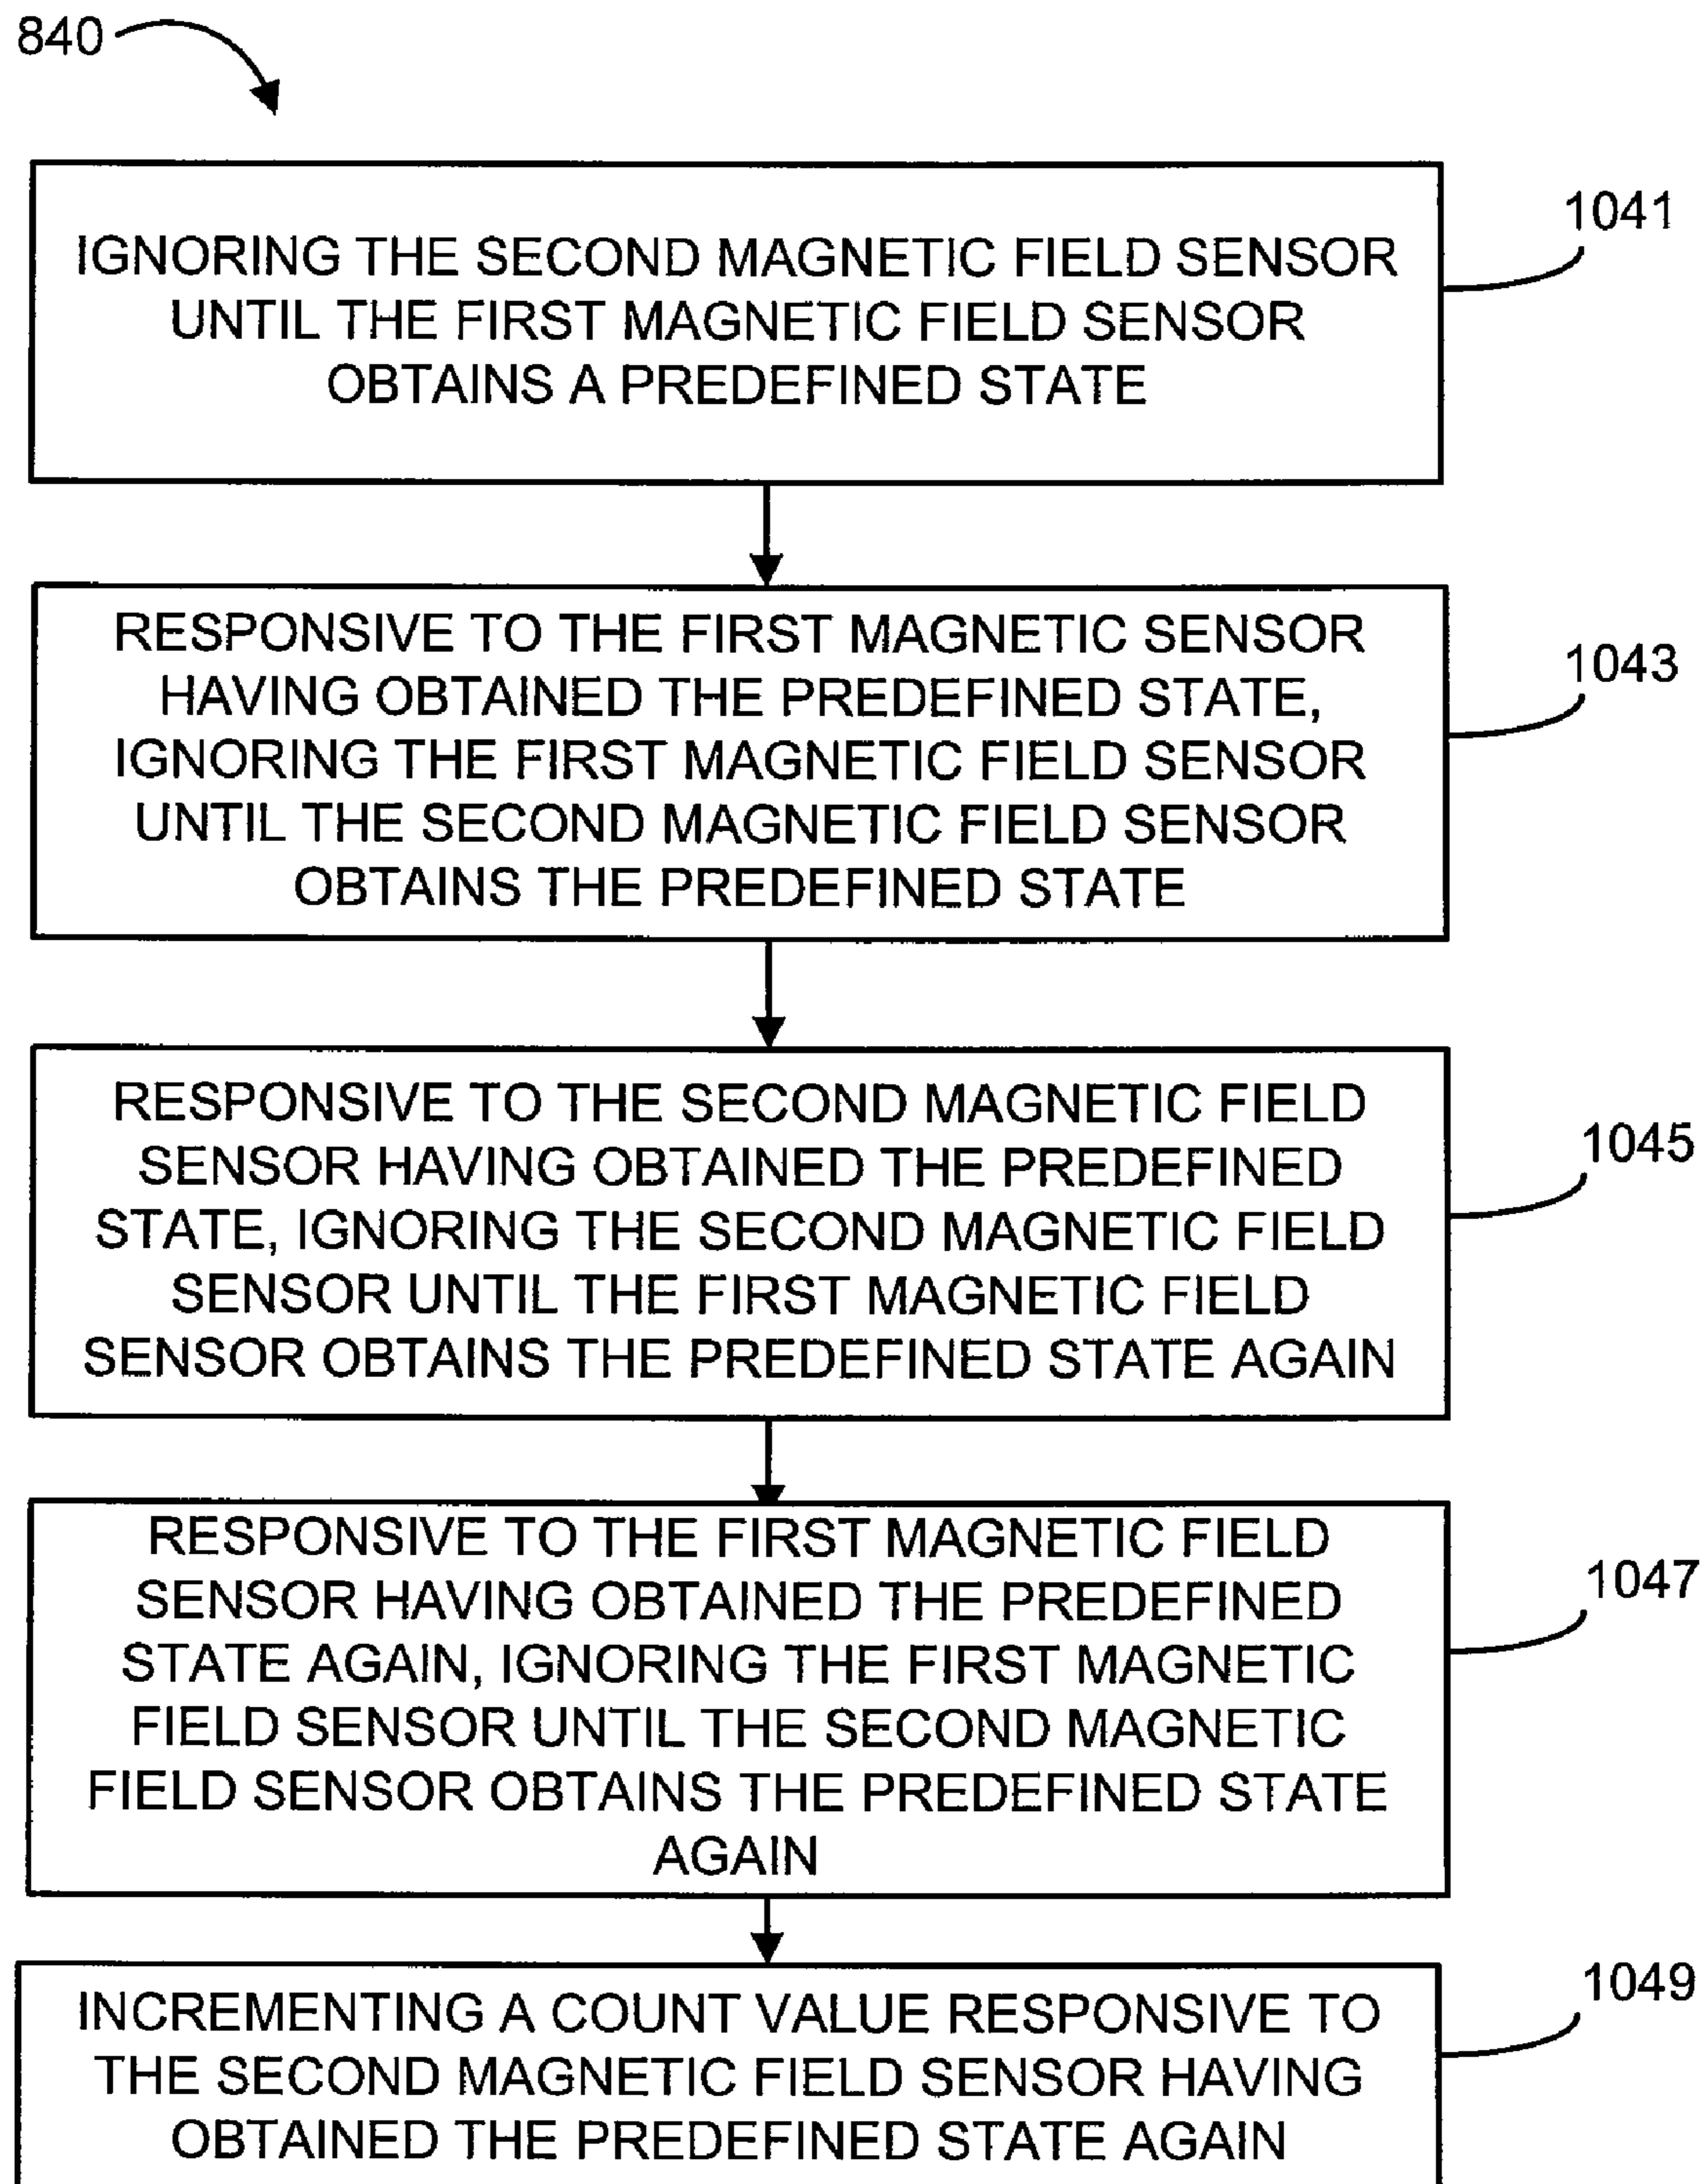 840
1041
IGNORING THE SECOND MAGNETIC FIELD SENSOR
UNTIL THE FIRST MAGNETIC FIELD SENSOR
OBTAINS A PREDEFINED STATE
1043
RESPONSIVE TO THE FIRST MAGNETIC SENSOR
HAVING OBTAINED THE PREDEFINED STATE,
IGNORING THE FIRST MAGNETIC FIELD SENSOR
UNTIL THE SECOND MAGNETIC FIELD SENSOR
OBTAINS THE PREDEFINED STATE
1045
RESPONSIVE TO THE SECOND MAGNETIC FIELD
SENSOR HAVING OBTAINED THE PREDEFINED
STATE, IGNORING THE SECOND MAGNETIC FIELD
SENSOR UNTIL THE FIRST MAGNETIC FIELD
SENSOR OBTAINS THE PREDEFINED STATE AGAIN
1047
RESPONSIVE TO THE FIRST MAGNETIC FIELD
SENSOR HAVING OBTAINED THE PREDEFINED
STATE AGAIN, IGNORING THE FIRST MAGNETIC
FIELD SENSOR UNTIL THE SECOND MAGNETIC
FIELD SENSOR OBTAINS THE PREDEFINED STATE
AGAIN
1049
INCREMENTING A COUNT VALUE RESPONSIVE TO
THE SECOND MAGNETIC FIELD SENSOR HAVING
OBTAINED THE PREDEFINED STATE AGAIN